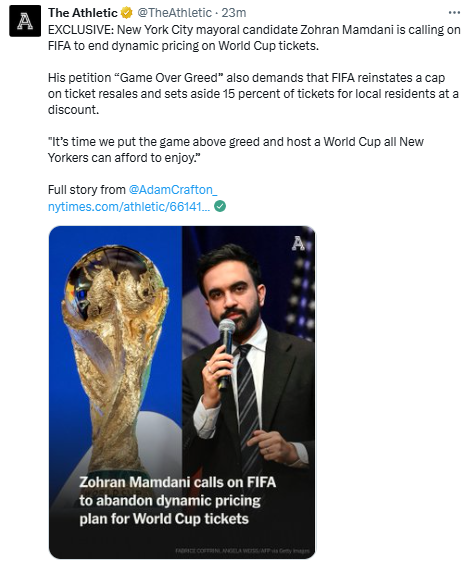 The Athletic @TheAthletic · 23m
EXCLUSIVE: New York City mayoral candidate Zohran Mamdani is calling on
FIFA to end dynamic pricing on World Cup tickets.
His petition “Game Over Greed” also demands that FIFA reinstates a cap
on ticket resales and sets aside 15 percent of tickets for local residents at a
discount.
"It’s time we put the game above greed and host a World Cup all New
Yorkers can afford to enjoy.”
Full story from @AdamCrafton_
nytimes.com/athletic/66141...
Zohran Mamdani calls on FIFA
to abandon dynamic pricing
plan for World Cup tickets
FABRICE COFFRINI, ANGELA WEISS/AFP via Getty Images